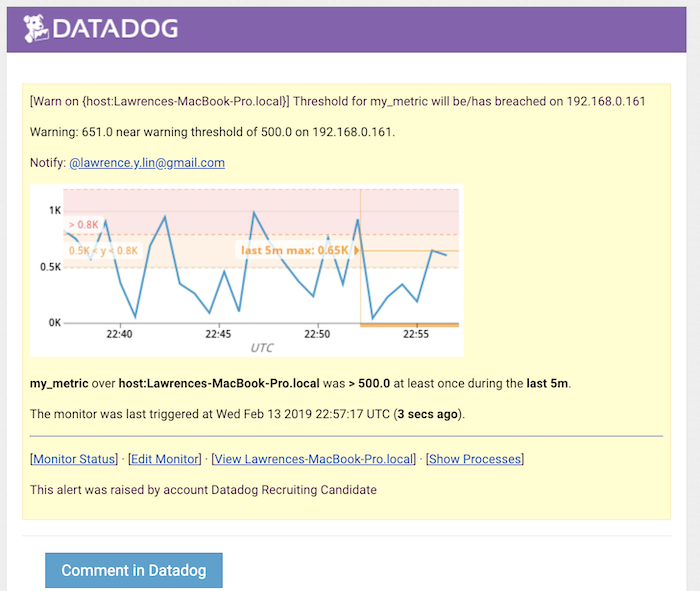 DATADOG
[Warn on {host:Lawrences-MacBook-Pro.local}] Threshold for my_metric will be/has breached on 192.168.0.161
Warning: 651.0 near warning threshold of 500.0 on 192.168.0.161.
Notify: @lawrence.y.lin@gmail.com
1K
> 0.8K
0.5K < y < 0.8K
last 5m max: 0.65K
0.5K
0K
22:40 22:45 22:50 22:55
UTC
my_metric over host:Lawrences-MacBook-Pro.local was > 500.0 at least once during the last 5m.
The monitor was last triggered at Wed Feb 13 2019 22:57:17 UTC (3 secs ago).
[Monitor Status] · [Edit Monitor] · [View Lawrences-MacBook-Pro.local] · [Show Processes]
This alert was raised by account Datadog Recruiting Candidate
Comment in Datadog